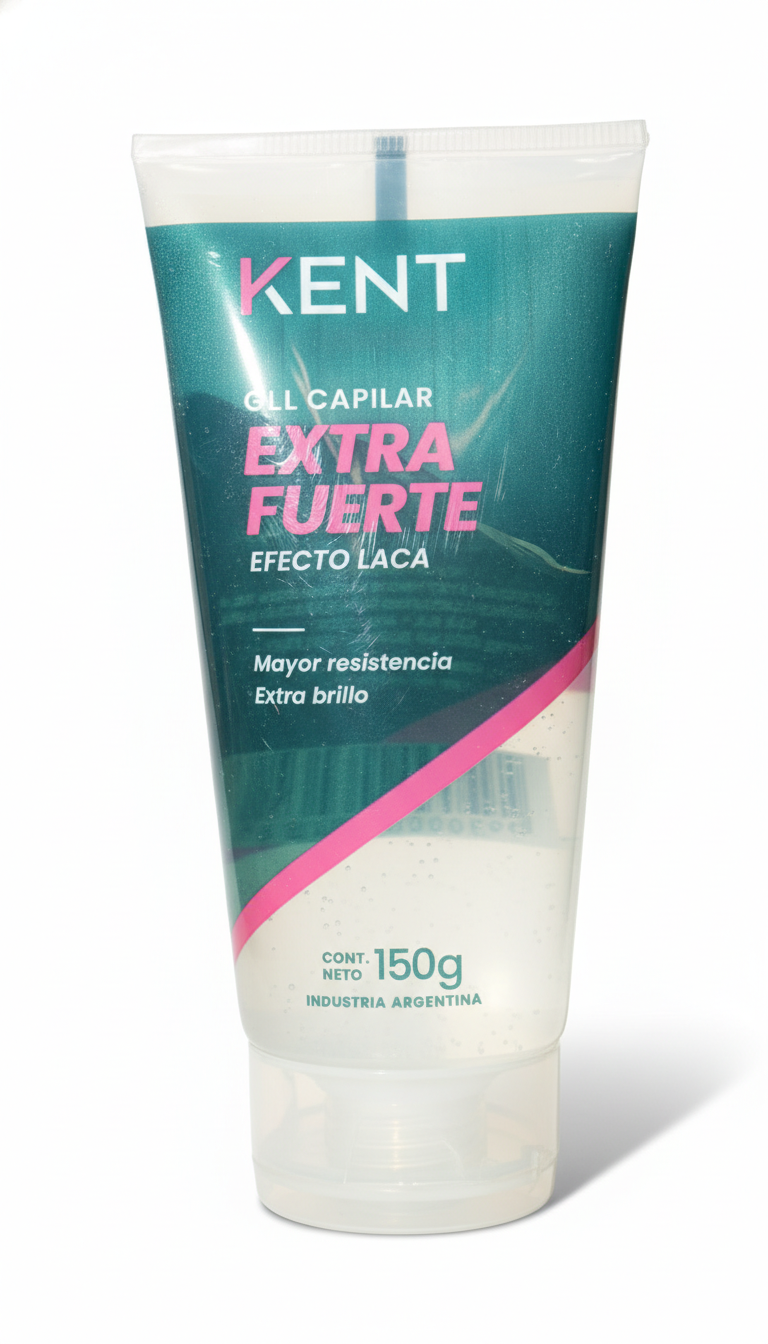 KENT
GLL CAPILAR
EXTRA
FUERTE
EFECTO LACA
Mayor resistencia
Extra brillo
CONT.
NETO 150g
INDUSTRIA ARGENTINA